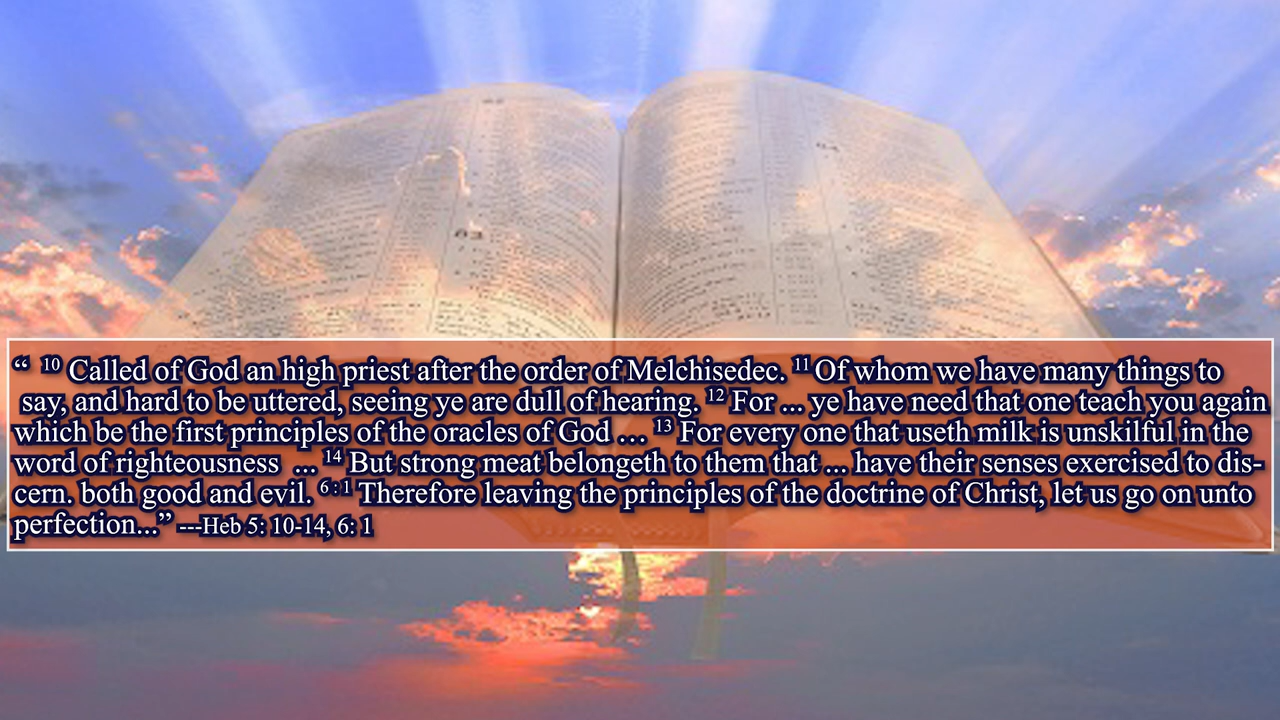 “ 10 Called of God an high priest after the order of Melchisedec. 11 Of whom we have many things to
say, and hard to be uttered, seeing ye are dull of hearing. 12 For ... ye have need that one teach you again
which be the first principles of the oracles of God … 13 For every one that useth milk is unskilful in the
word of righteousness ... 14 But strong meat belongeth to them that ... have their senses exercised to dis-
cern. both good and evil. 6 : 1 Therefore leaving the principles of the doctrine of Christ, let us go on unto
perfection...” ---Heb 5: 10-14, 6: 1